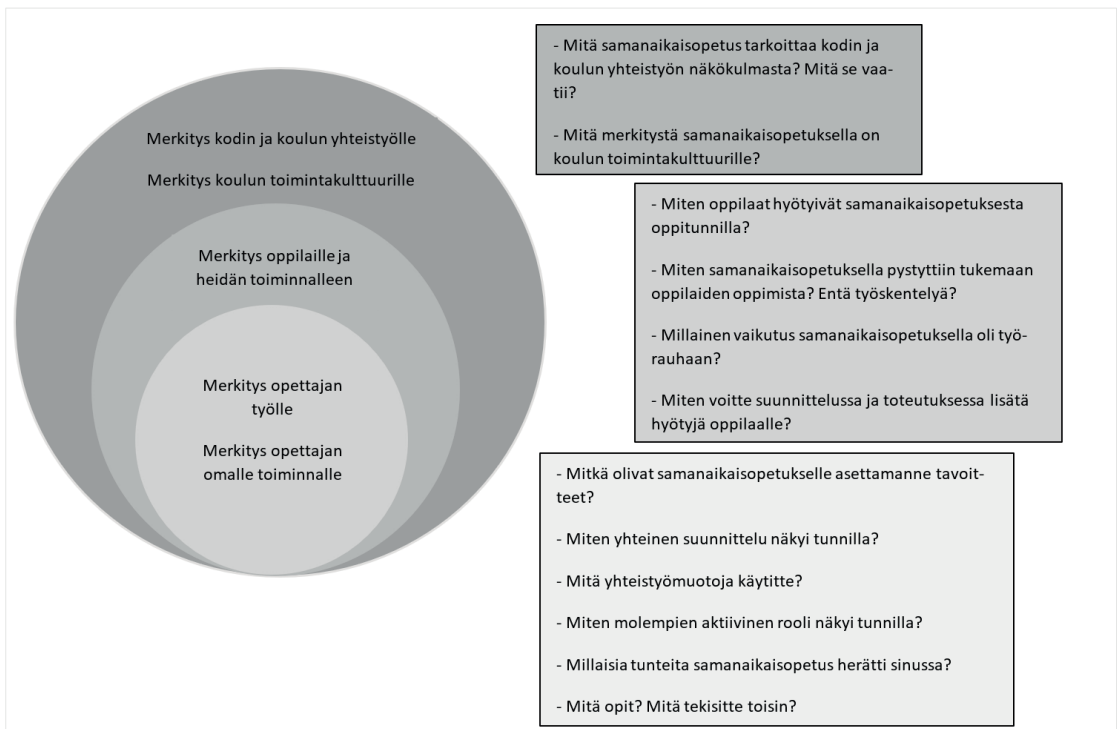 Merkitys kodin ja koulun yhteistyölle
Merkitys koulun toimintakulttuurille
Merkitys oppilaille ja
heidän toiminnalleen
Merkitys opettajan
työlle
Merkitys opettajan
omalle toiminnalle
- Mitä samanaikaisopetus tarkoittaa kodin ja
koulun yhteistyön näkökulmasta? Mitä se vaa-
tii?
- Mitä merkitystä samanaikaisopetuksella on
koulun toimintakulttuurille?
- Miten oppilaat hyötyivät samanaikaisopetuksesta
oppitunnilla?
- Miten samanaikaisopetuksella pystyttiin tukemaan
oppilaiden oppimista? Entä työskentelyä?
- Millainen vaikutus samanaikaisopetuksella oli työ-
rauhaan?
- Miten voitte suunnittelussa ja toteutuksessa lisätä
hyötyjä oppilaalle?
- Mitkä olivat samanaikaisopetukselle asettamanne tavoit-
teet?
- Miten yhteinen suunnittelu näkyi tunnilla?
- Mitä yhteistyömuotoja käytitte?
- Miten molempien aktiivinen rooli näkyi tunnilla?
- Millaisia tunteita samanaikaisopetus herätti sinussa?
- Mitä opit? Mitä tekisitte toisin?